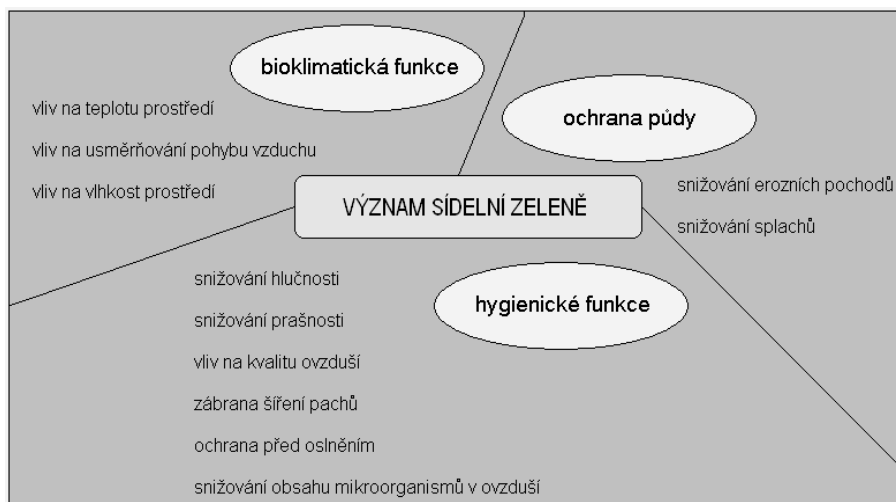 bioklimatická funkce
vliv na teplotu prostředí
vliv na usměrňování pohybu vzduchu
vliv na vlhkost prostředí
ochrana půdy
snižování erozních pochodů
snižování splachů
VÝZNAM SÍDELNÍ ZELENĚ
hygienické funkce
snižování hlučnosti
snižování prašnosti
vliv na kvalitu ovzduší
zábrana šíření pachů
ochrana před oslněním
snižování obsahu mikroorganismů v ovzduší